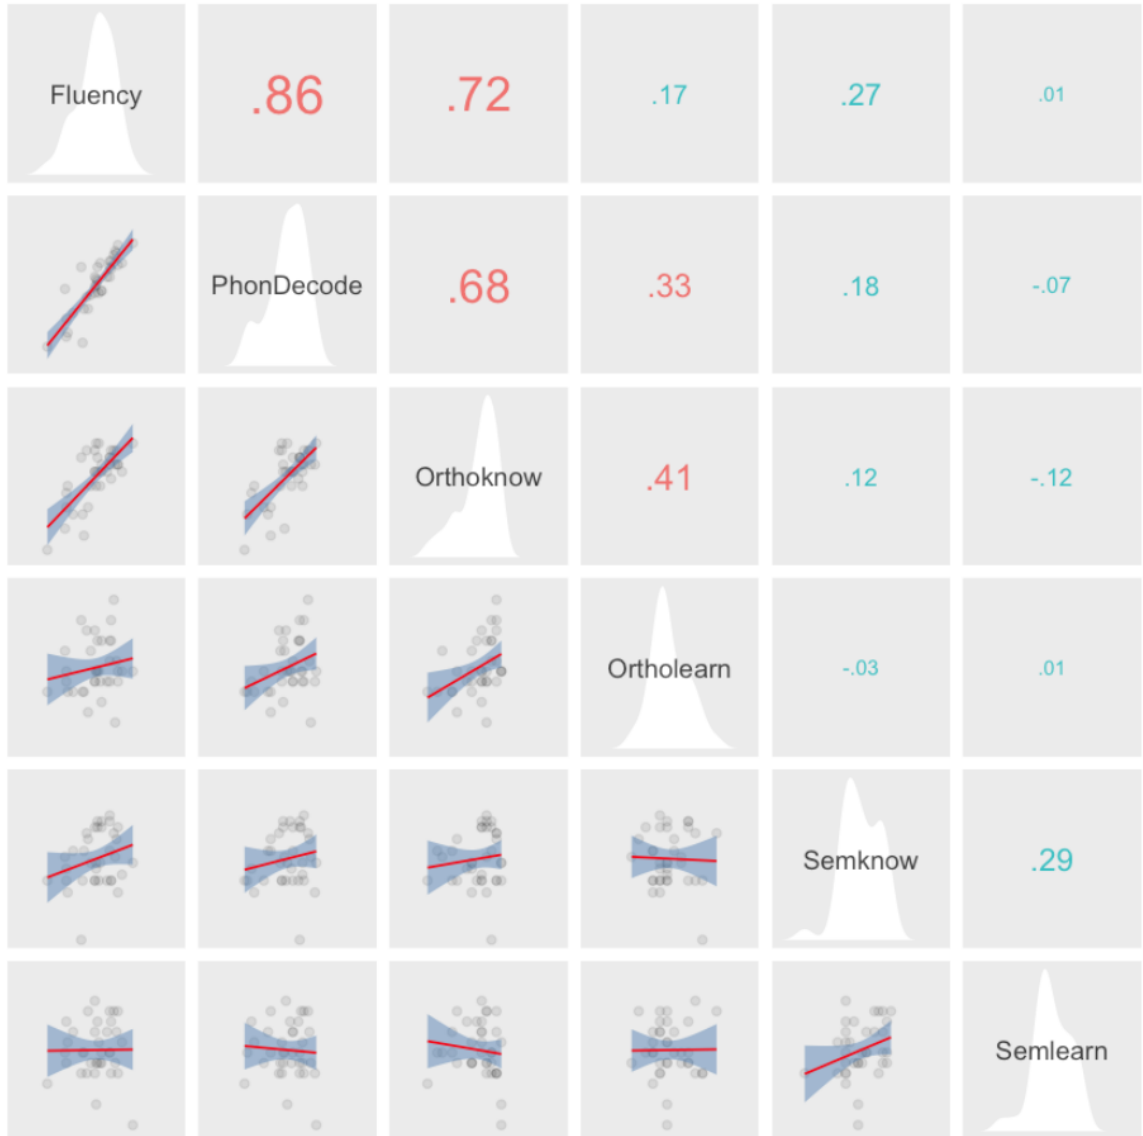 Fluency .86 .72 .17 .27 .01
PhonDecode .68 .33 .18 -.07
Orthoknow .41 .12 -.12
Ortholearn -.03 .01
Semknow .29
Semlearn